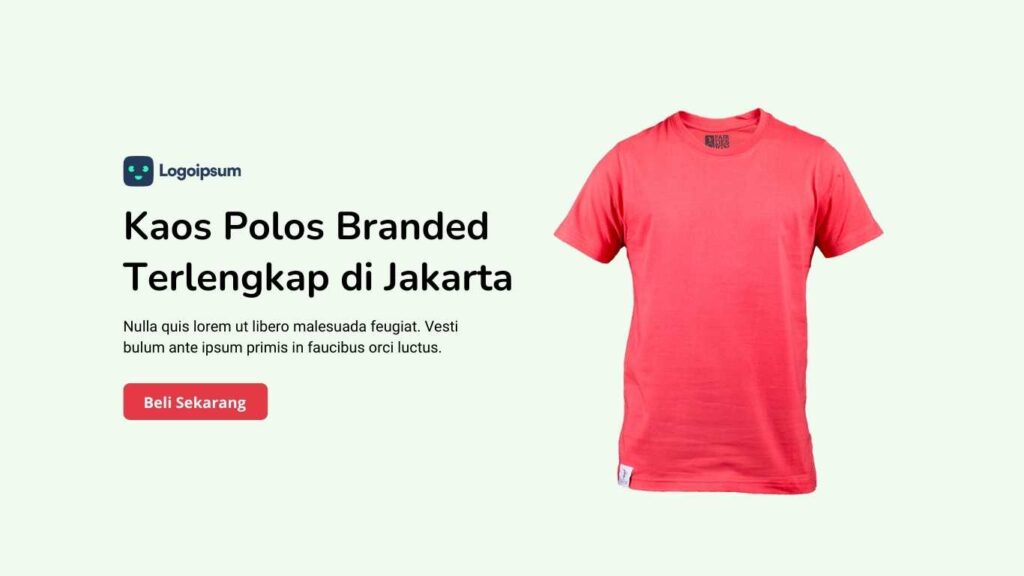 Logoipsum
Kaos Polos Branded
Terlengkap di Jakarta
Nulla quis lorem ut libero malesuada feugiat. Vesti
bulum ante ipsum primis in faucibus orci luctus.
Beli Sekarang